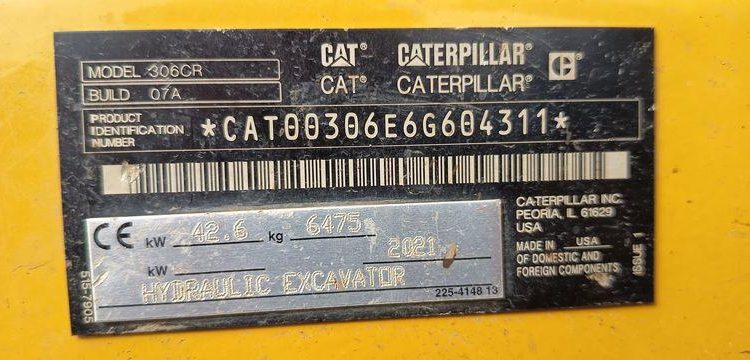 CAT® CATERPILLAR®
CAT® CATERPILLAR®
MODEL 306CR
BUILD 07A
PRODUCT IDENTIFICATION NUMBER
*CAT00306E6G604311*
CATERPILLAR INC.
PEORIA, IL 61629
USA
MADE IN USA
OF DOMESTIC AND
FOREIGN COMPONENTS
ISSUE 1
CE kW 42.6 kg 6475
kW 2021
HYDRAULIC EXCAVATOR
225-4148 13
515-7905